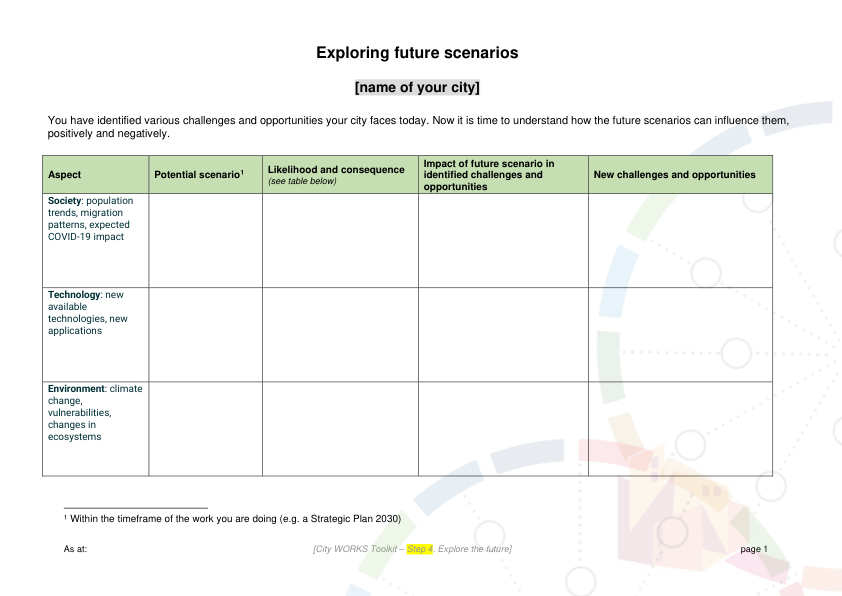 Exploring future scenarios
[name of your city]
You have identified various challenges and opportunities your city faces today. Now it is time to understand how the future scenarios can influence them,
positively and negatively.
Aspect
Potential scenario¹
Likelihood and consequence
(see table below)
Impact of future scenario in
identified challenges and
opportunities
New challenges and opportunities
Society: population
trends, migration
patterns, expected
COVID-19 impact
Technology: new
available
technologies, new
applications
Environment: climate
change,
vulnerabilities,
changes in
ecosystems
¹ Within the timeframe of the work you are doing (e.g. a Strategic Plan 2030)
As at:
[City WORKS Toolkit – Step 4. Explore the future]
page 1